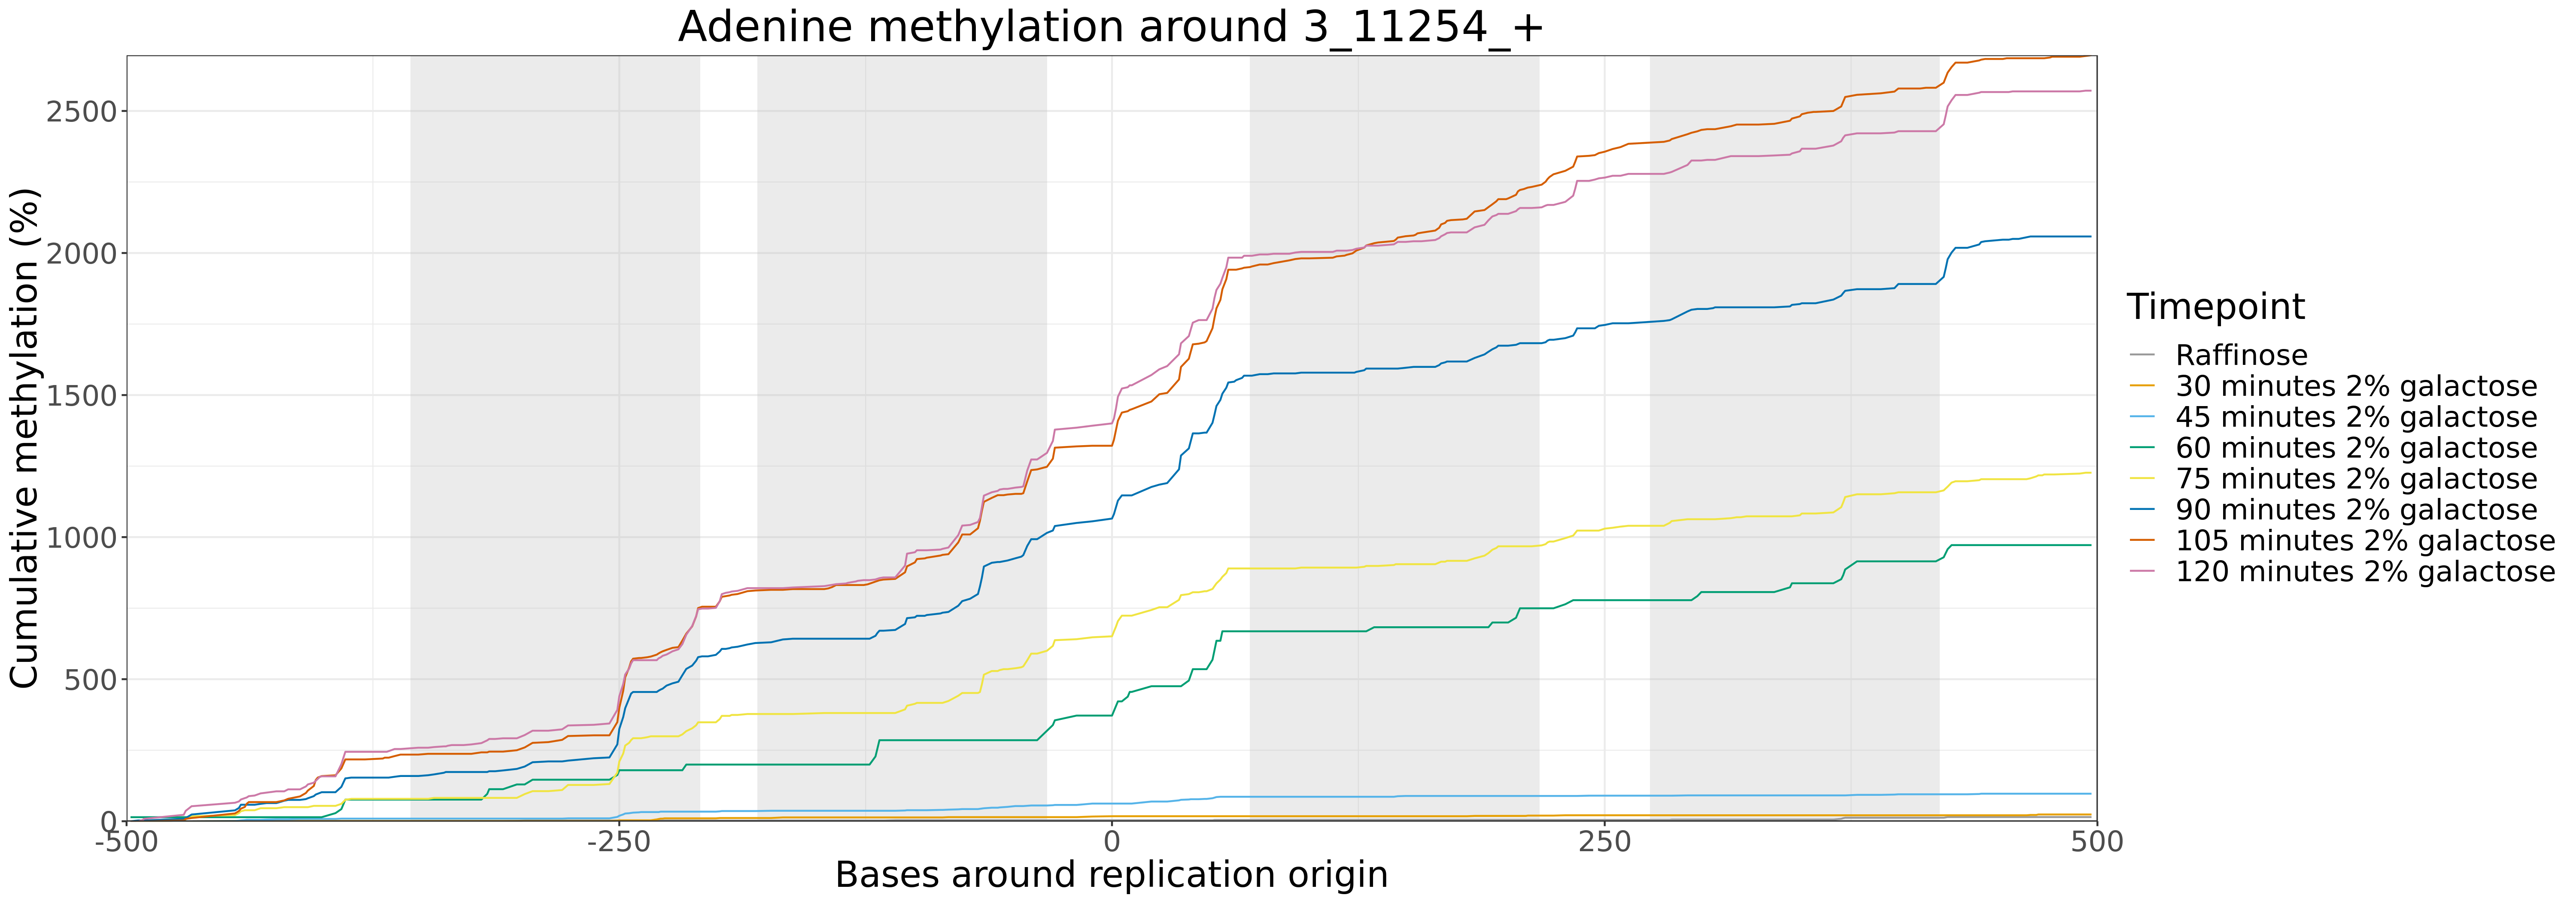 Adenine methylation around 3_11254_+
Cumulative methylation (%)
2500
2000
1500
1000
500
0
-500
-250
0
250
500
Bases around replication origin
Timepoint
Raffinose
30 minutes 2% galactose
45 minutes 2% galactose
60 minutes 2% galactose
75 minutes 2% galactose
90 minutes 2% galactose
105 minutes 2% galactose
120 minutes 2% galactose